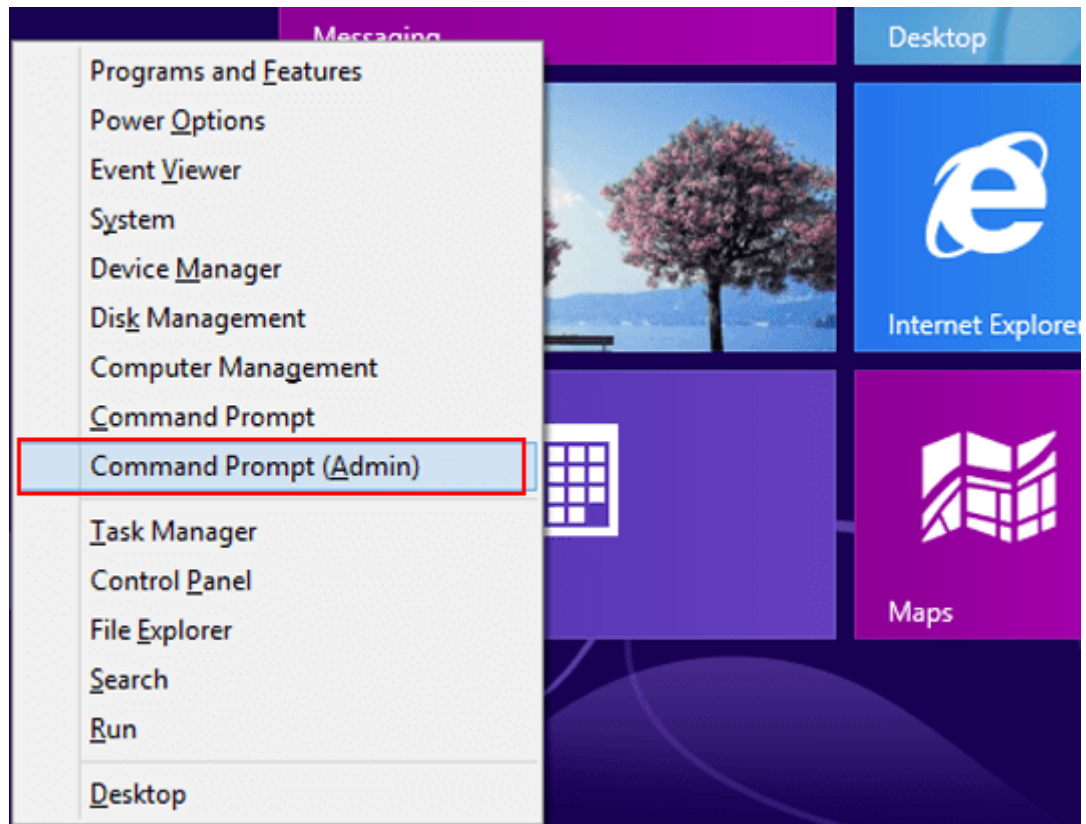 Messaging
Desktop
Programs and Features
Power Options
Event Viewer
System
Device Manager
Disk Management
Computer Management
Command Prompt
Command Prompt (Admin)
Task Manager
Control Panel
File Explorer
Search
Run
Desktop
Internet Explorer
Maps